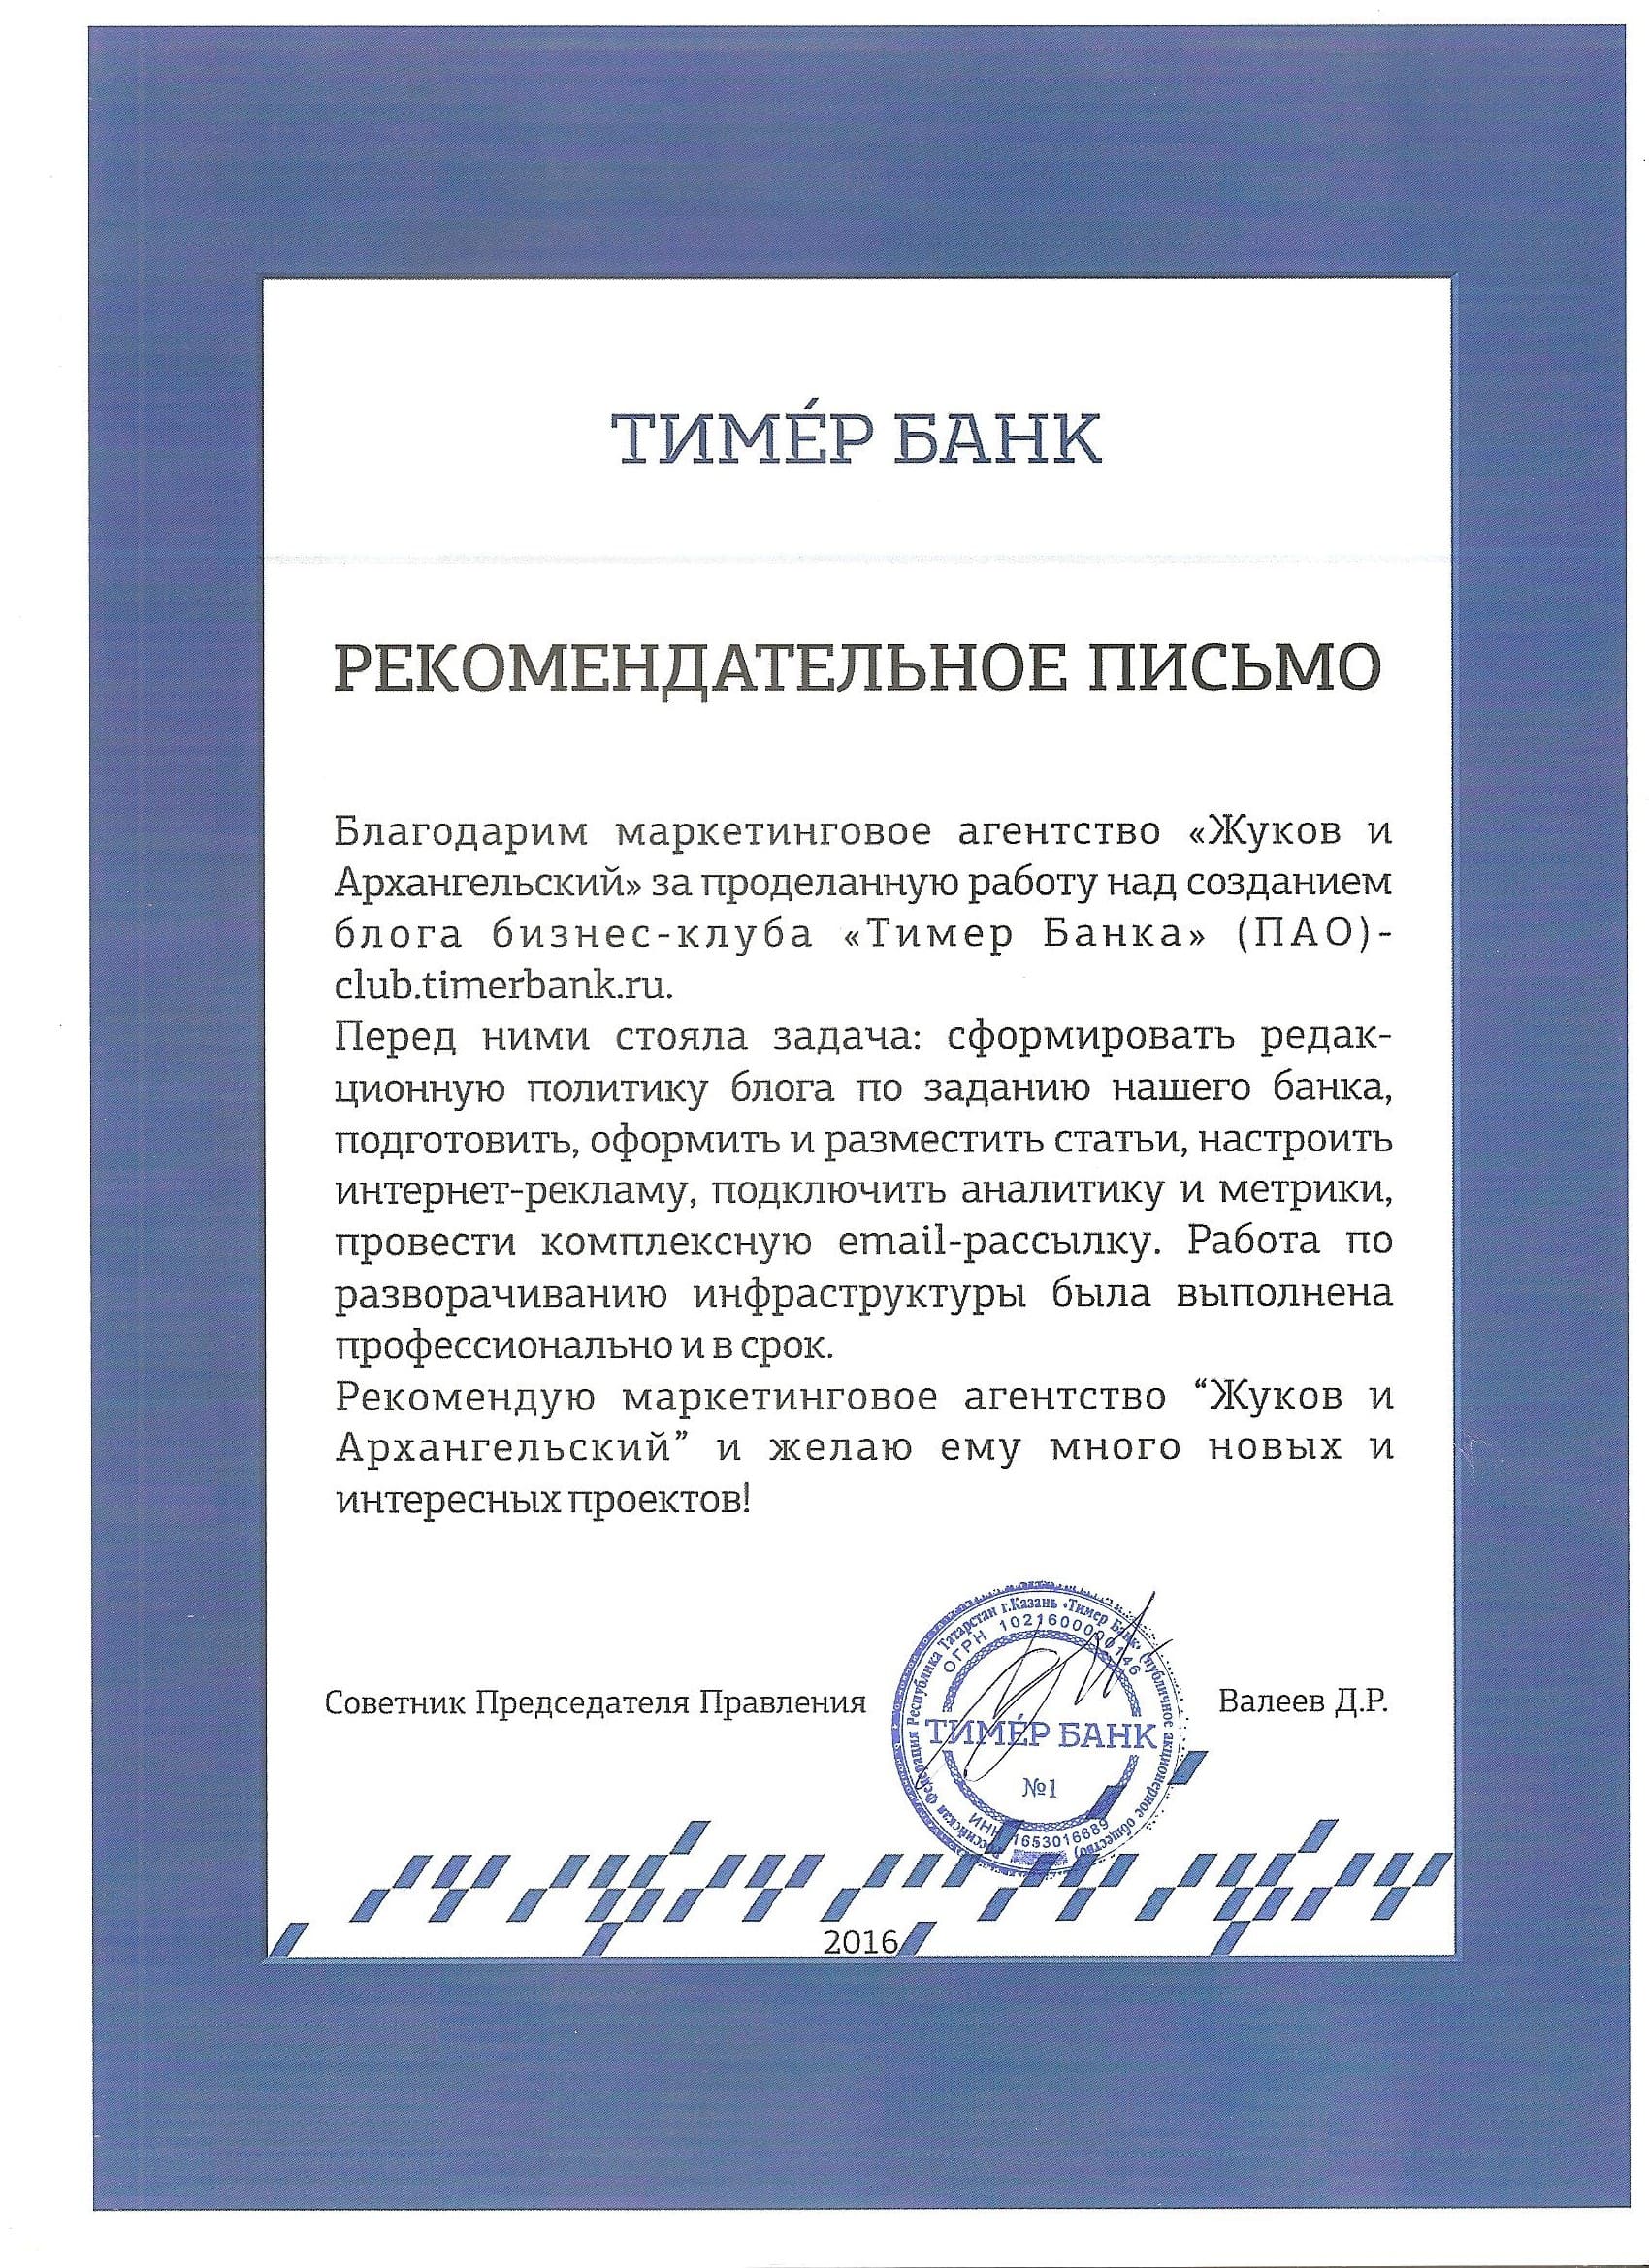 ТИМЕ́Р БАНК
РЕКОМЕНДАТЕЛЬНОЕ ПИСЬМО
Благодарим маркетинговое агентство «Жуков и
Архангельский» за проделанную работу над созданием
блога бизнес-клуба «Тимер Банка» (ПАО)-
club.timerbank.ru.
Перед ними стояла задача: сформировать редак-
ционную политику блога по заданию нашего банка,
подготовить, оформить и разместить статьи, настроить
интернет-рекламу, подключить аналитику и метрики,
провести комплексную email-рассылку. Работа по
разворачиванию инфраструктуры была выполнена
профессионально и в срок.
Рекомендую маркетинговое агентство “Жуков и
Архангельский” и желаю ему много новых и
интересных проектов!
Советник Председателя Правления
Российская Федерация Республика Татарстан г.Казань «Тимер Банк» (публичное акционерное общество)
ОГРН 1021600000146
ТИМЕ́Р БАНК
№1
ИНН 1653016689
Валеев Д.Р.
2016